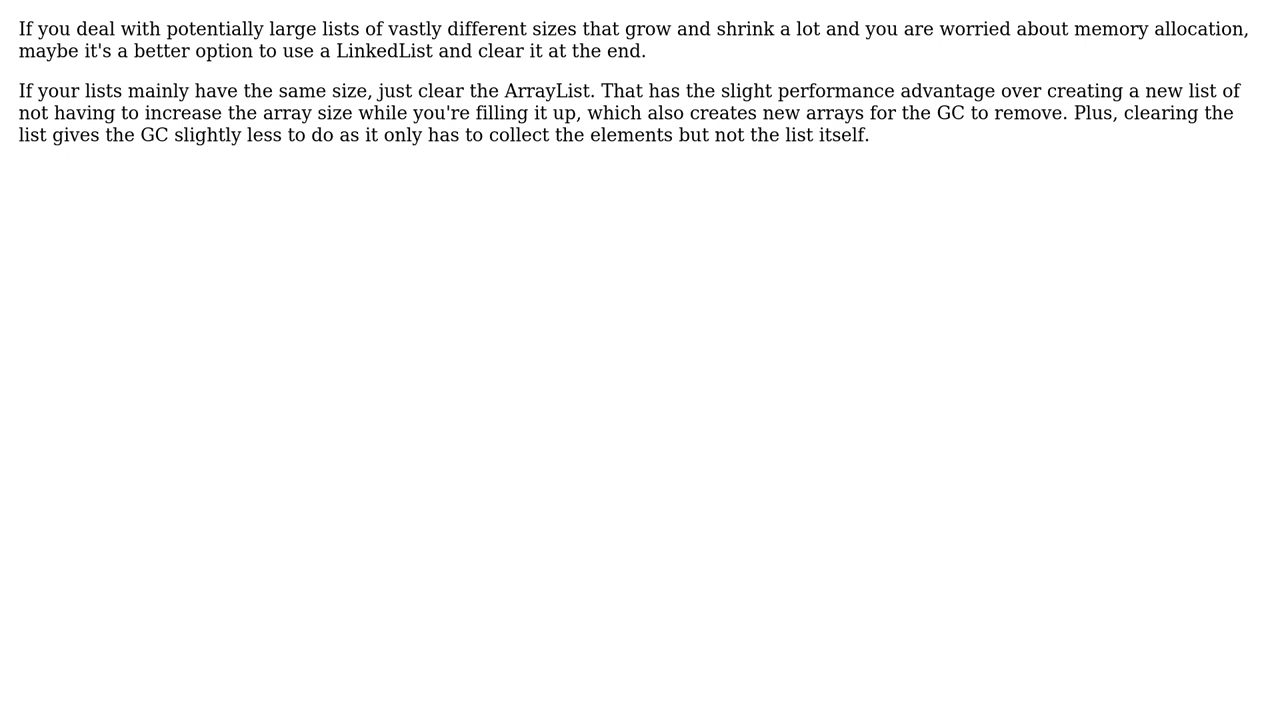 If you deal with potentially large lists of vastly different sizes that grow and shrink a lot and you are worried about memory allocation,
maybe it's a better option to use a LinkedList and clear it at the end.
If your lists mainly have the same size, just clear the ArrayList. That has the slight performance advantage over creating a new list of
not having to increase the array size while you're filling it up, which also creates new arrays for the GC to remove. Plus, clearing the
list gives the GC slightly less to do as it only has to collect the elements but not the list itself.